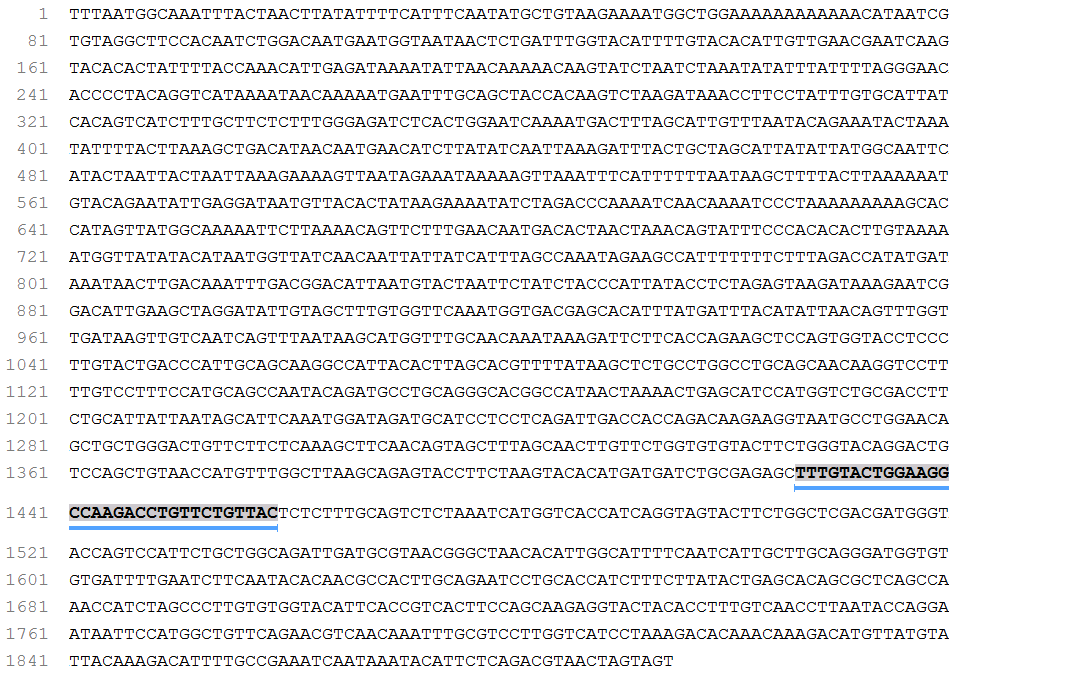 1 TTTAATGGCAAATTTACTAACTTATATTTTCATTTCAATATGCTGTAAGAAAATGGCTGGAAAAAAAAAAAAACATAATCG
81 TGTAGGCTTCCACAATCTGGACAATGAATGGTAATAACTCTGATTTGGTACATTTTGTACACATTGTTGAACGAATCAAG
161 TACACACTATTTTACCAAACATTGAGATAAAATATTAACAAAAACAAGTATCTAATCTAAATATATTTATTTTAGGGAAC
241 ACCCCTACAGGTCATAAAATAACAAAAATGAATTTGCAGCTACCACAAGTCTAAGATAAACCTTCCTATTTGTGCATTAT
321 CACAGTCATCTTTGCTTCTCTTTGGGAGATCTCACTGGAATCAAAATGACTTTAGCATTGTTTAATACAGAAATACTAAA
401 TATTTTACTTAAAGCTGACATAACAATGAACATCTTATATCAATTAAAGATTTACTGCTAGCATTATATTATGGCAATTC
481 ATACTAATTACTAATTAAAGAAAAGTTAATAGAAATAAAAAGTTAAATTTCATTTTTTAATAAGCTTTTACTTAAAAAAT
561 GTACAGAATATTGAGGATAATGTTACACTATAAGAAAATATCTAGACCCAAAATCAACAAAATCCCTAAAAAAAAAGCAC
641 CATAGTTATGGCAAAAATTCTTAAAACAGTTCTTTGAACAATGACACTAACTAAACAGTATTTCCCACACACTTGTAAAA
721 ATGGTTATATACATAATGGTTATCAACAATTATTATCATTTAGCCAAATAGAAGCCATTTTTTTCTTTAGACCATATGAT
801 AAATAACTTGACAAATTTGACGGACATTAATGTACTAATTCTATCTACCCATTATACCTCTAGAGTAAGATAAAGAATCG
881 GACATTGAAGCTAGGATATTGTAGCTTTGTGGTTCAAATGGTGACGAGCACATTTATGATTTACATATTAACAGTTTGGT
961 TGATAAGTTGTCAATCAGTTTAATAAGCATGGTTTGCAACAAATAAAGATTCTTCACCAGAAGCTCCAGTGGTACCTCCC
1041 TTGTACTGACCCATTGCAGCAAGGCCATTACACTTAGCACGTTTTATAAGCTCTGCCTGGCCTGCAGCAACAAGGTCCTT
1121 TTGTCCTTTCCATGCAGCCAATACAGATGCCTGCAGGGCACGGCCATAACTAAAACTGAGCATCCATGGTCTGCGACCTT
1201 CTGCATTATTAATAGCATTCAAATGGATAGATGCATCCTCCTCAGATTGACCACCAGACAAGAAGGTAATGCCTGGAACA
1281 GCTGCTGGGACTGTTCTTCTCAAAGCTTCAACAGTAGCTTTAGCAACTTGTTCTGGTGTGTACTTCTGGGTACAGGACTG
1361 TCCAGCTGTAACCATGTTTGGCTTAAGCAGAGTACCTTCTAAGTACACATGATGATCTGCGAGAGCTTTGTACTGGAAGG
1441 CCAAGACCTGTTCTGTTACTCTCTTTGCAGTCTCTAAATCATGGTCACCATCAGGTAGTACTTCTGGCTCGACGATGGGT
1521 ACCAGTCCATTCTGCTGGCAGATTGATGCGTAACGGGCTAACACATTGGCATTTTCAATCATTGCTTGCAGGGATGGTGT
1601 GTGATTTTGAATCTTCAATACACAACGCCACTTGCAGAATCCTGCACCATCTTTCTTATACTGAGCACAGCGCTCAGCCA
1681 AACCATCTAGCCCTTGTGTGGTACATTCACCGTCACTTCCAGCAAGAGGTACTACACCTTTGTCAACCTTAATACCAGGA
1761 ATAATTCCATGGCTGTTCAGAACGTCAACAAATTTGCGTCCTTGGTCATCCTAAAGACACAAACAAAGACATGTTATGTA
1841 TTACAAAGACATTTTGCCGAAATCAATAAATACATTCTCAGACGTAACTAGTAGT